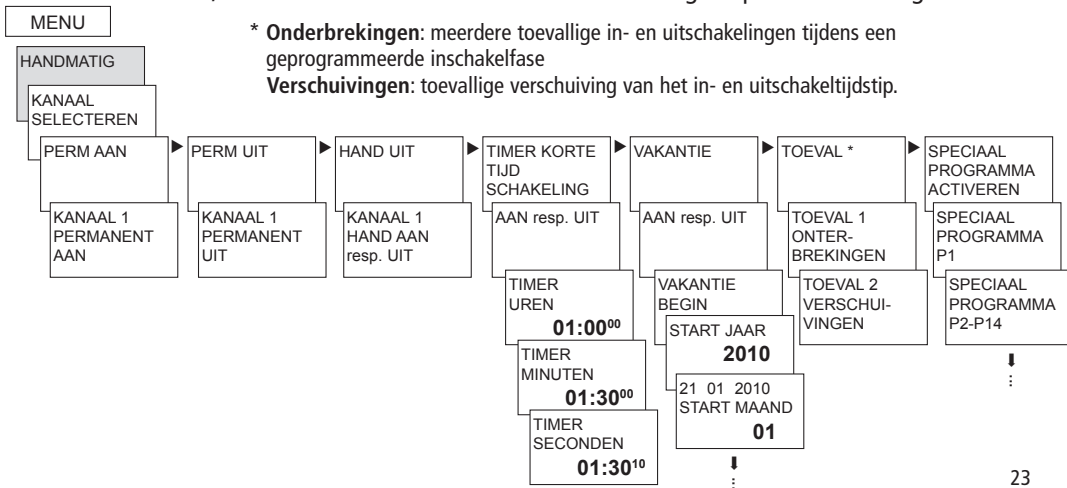 MENU
* Onderbrekingen: meerdere toevallige in- en uitschakelingen tijdens een
geprogrammeerde inschakelfase
Verschuivingen: toevallige verschuiving van het in- en uitschakeltijdstip.
HANDMATIG
KANAAL
SELECTEREN
PERM AAN
KANAAL 1
PERMANENT
AAN
PERM UIT
KANAAL 1
PERMANENT
UIT
HAND UIT
KANAAL 1
HAND AAN
resp. UIT
TIMER KORTE
TIJD
SCHAKELING
AAN resp. UIT
TIMER
UREN
01:00⁰⁰
TIMER
MINUTEN
01:30⁰⁰
TIMER
SECONDEN
01:30¹⁰
VAKANTIE
AAN resp. UIT
VAKANTIE
BEGIN
START JAAR
2010
21 01 2010
START MAAND
01
TOEVAL *
TOEVAL 1
ONTER-
BREKINGEN
TOEVAL 2
VERSCHUI-
VINGEN
SPECIAAL
PROGRAMMA
ACTIVEREN
SPECIAAL
PROGRAMMA
P1
SPECIAAL
PROGRAMMA
P2-P14
23